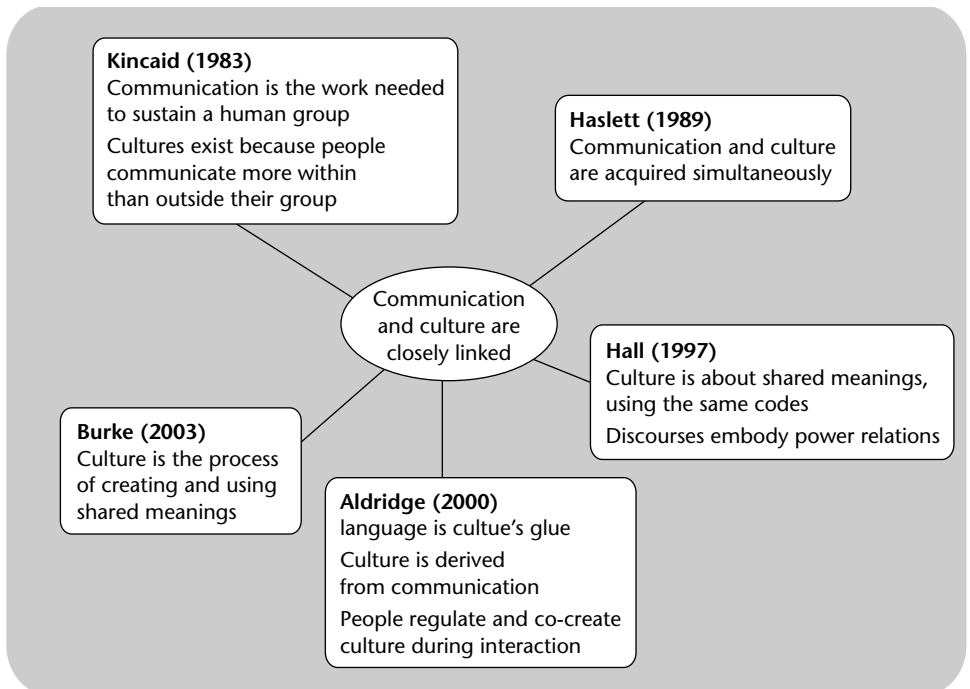 Kincaid (1983)
Communication is the work needed
to sustain a human group
Cultures exist because people
communicate more within
than outside their group
Haslett (1989)
Communication and culture
are acquired simultaneously
Communication
and culture are
closely linked
Hall (1997)
Culture is about shared meanings,
using the same codes
Discourses embody power relations
Burke (2003)
Culture is the process
of creating and using
shared meanings
Aldridge (2000)
language is cultue's glue
Culture is derived
from communication
People regulate and co-create
culture during interaction